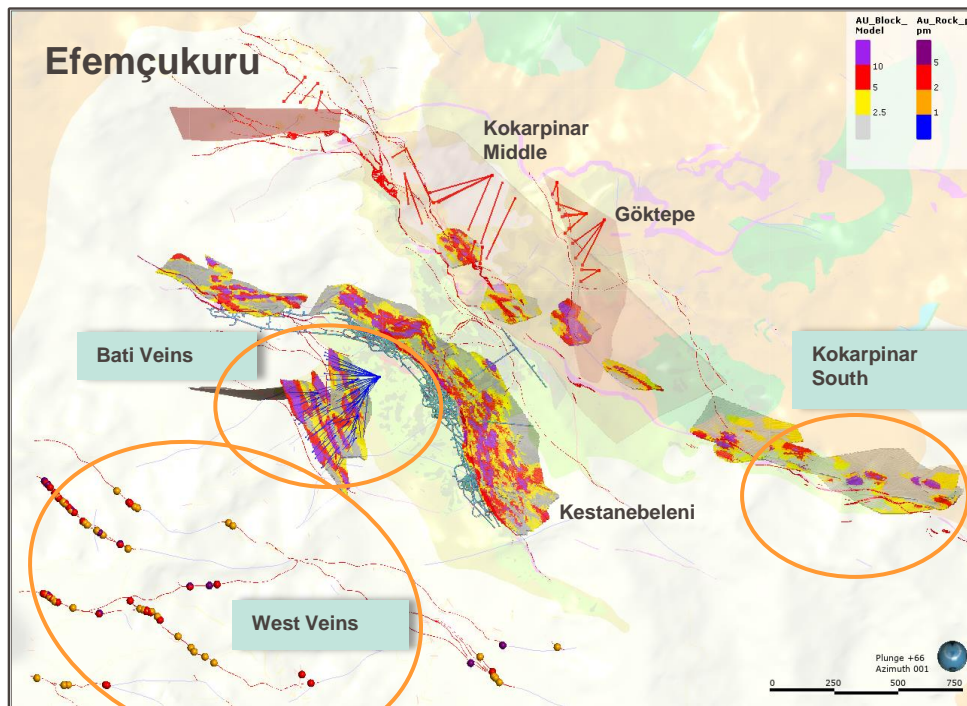 Efemçukuru
AU_Block_
Model
10
5
2.5
Au_Rock_p
pm
5
2
1
Kokarpinar
Middle
Göktepe
Bati Veins
Kokarpinar
South
Kestanebeleni
West Veins
Plunge +66
Azimuth 001
0 250 500 750